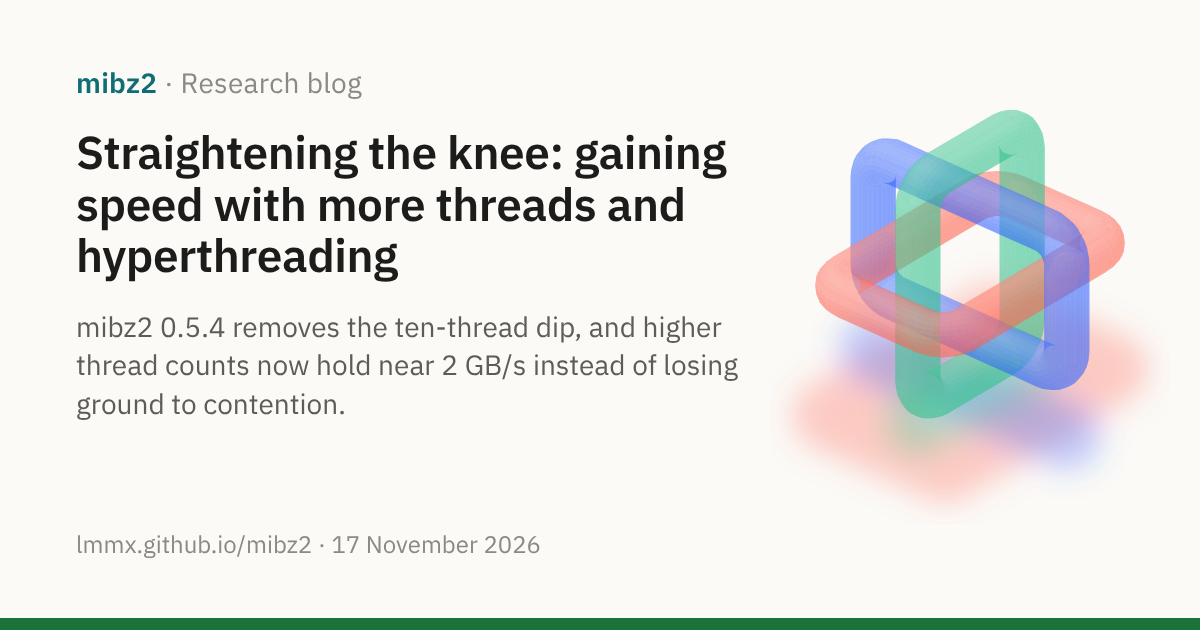 mibz2 · Research blog
Straightening the knee: gaining
speed with more threads and
hyperthreading
mibz2 0.5.4 removes the ten-thread dip, and higher
thread counts now hold near 2 GB/s instead of losing
ground to contention.
lmmx.github.io/mibz2 · 17 November 2026